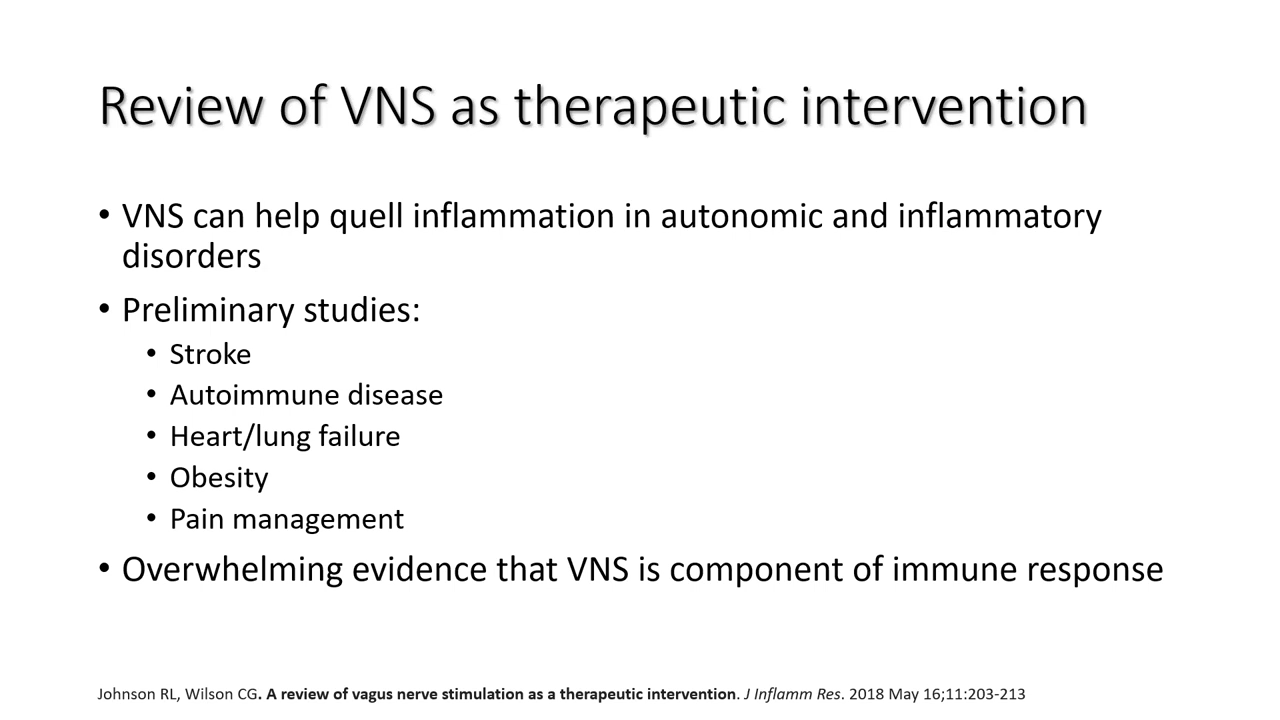 Review of VNS as therapeutic intervention
• VNS can help quell inflammation in autonomic and inflammatory
disorders
• Preliminary studies:
• Stroke
• Autoimmune disease
• Heart/lung failure
• Obesity
• Pain management
• Overwhelming evidence that VNS is component of immune response
Johnson RL, Wilson CG. A review of vagus nerve stimulation as a therapeutic intervention. J Inflamm Res. 2018 May 16;11:203-213